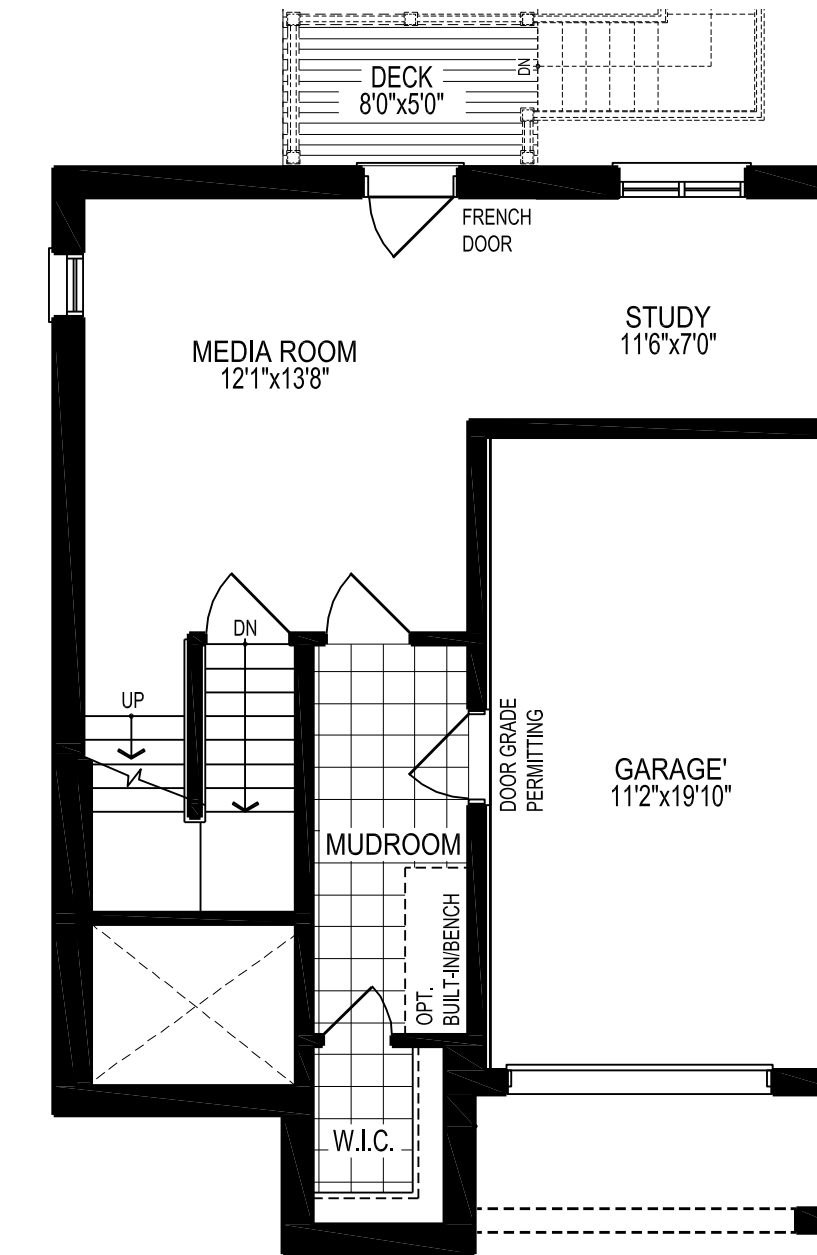 DECK
8'0"x5'0"
DN
FRENCH
DOOR
MEDIA ROOM
12'1"x13'8"
STUDY
11'6"x7'0"
DN
UP
DOOR GRADE
PERMITTING
GARAGE'
11'2"x19'10"
MUDROOM
OPT.
BUILT-IN/BENCH
W.I.C.